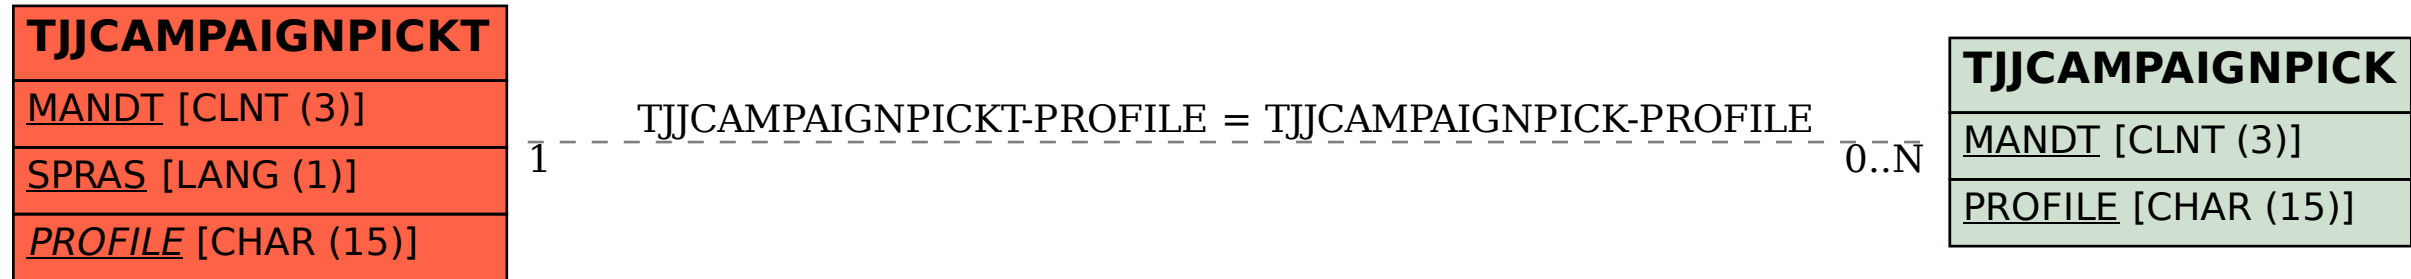 TJJCAMPAIGNPICKT
MANDT [CLNT (3)]
SPRAS [LANG (1)]
PROFILE [CHAR (15)]
TJJCAMPAIGNPICKT-PROFILE = TJJCAMPAIGNPICK-PROFILE
1
0..N
TJJCAMPAIGNPICK
MANDT [CLNT (3)]
PROFILE [CHAR (15)]